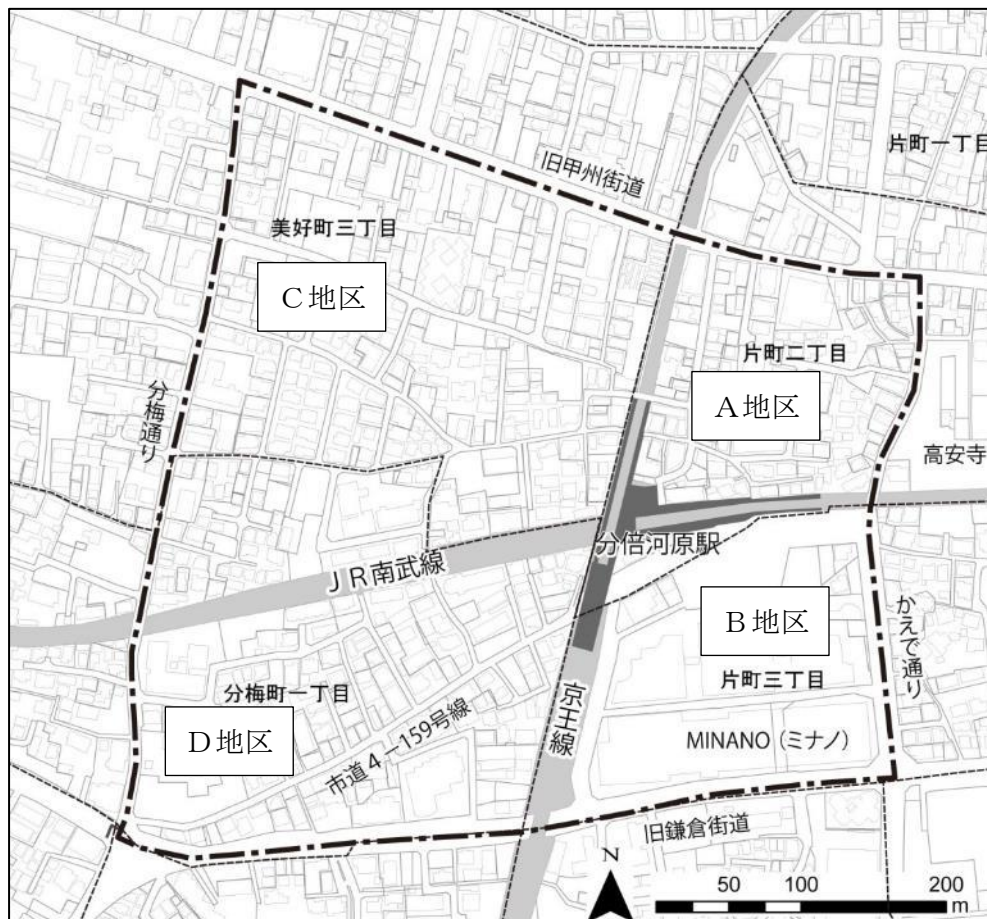 片町一丁目
旧甲州街道
美好町三丁目
C地区
片町二丁目
A地区
分梅通り
高安寺
分倍河原駅
JR南武線
B地区
かえで通り
片町三丁目
分梅町一丁目
京王線
D地区
市道4－159号線
MINANO（ミナノ）
旧鎌倉街道
N
50 100 200
m